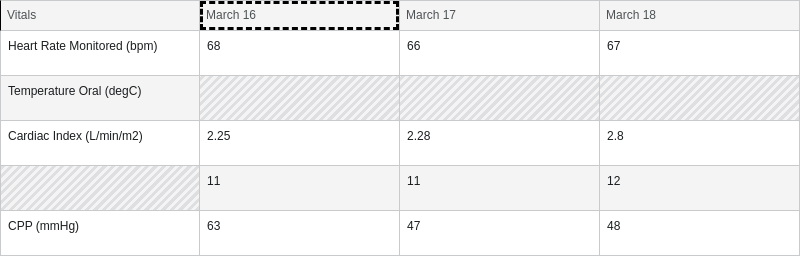 Vitals March 16 March 17 March 18
Heart Rate Monitored (bpm) 68 66 67
Temperature Oral (degC)
Cardiac Index (L/min/m2) 2.25 2.28 2.8
11 11 12
CPP (mmHg) 63 47 48